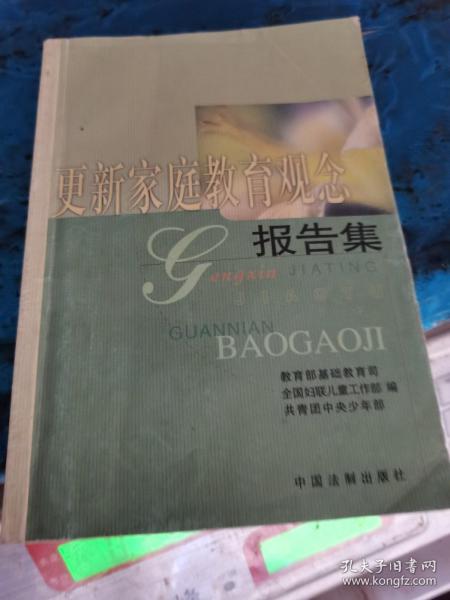 更新家庭教育观念
报告集
Gengxin JIATING
GUANNIAN
BAOGAOJI
教育部基础教育司
全国妇联儿童工作部 编
共青团中央少年部
中国法制出版社
孔夫子旧书网
www.kongfz.com